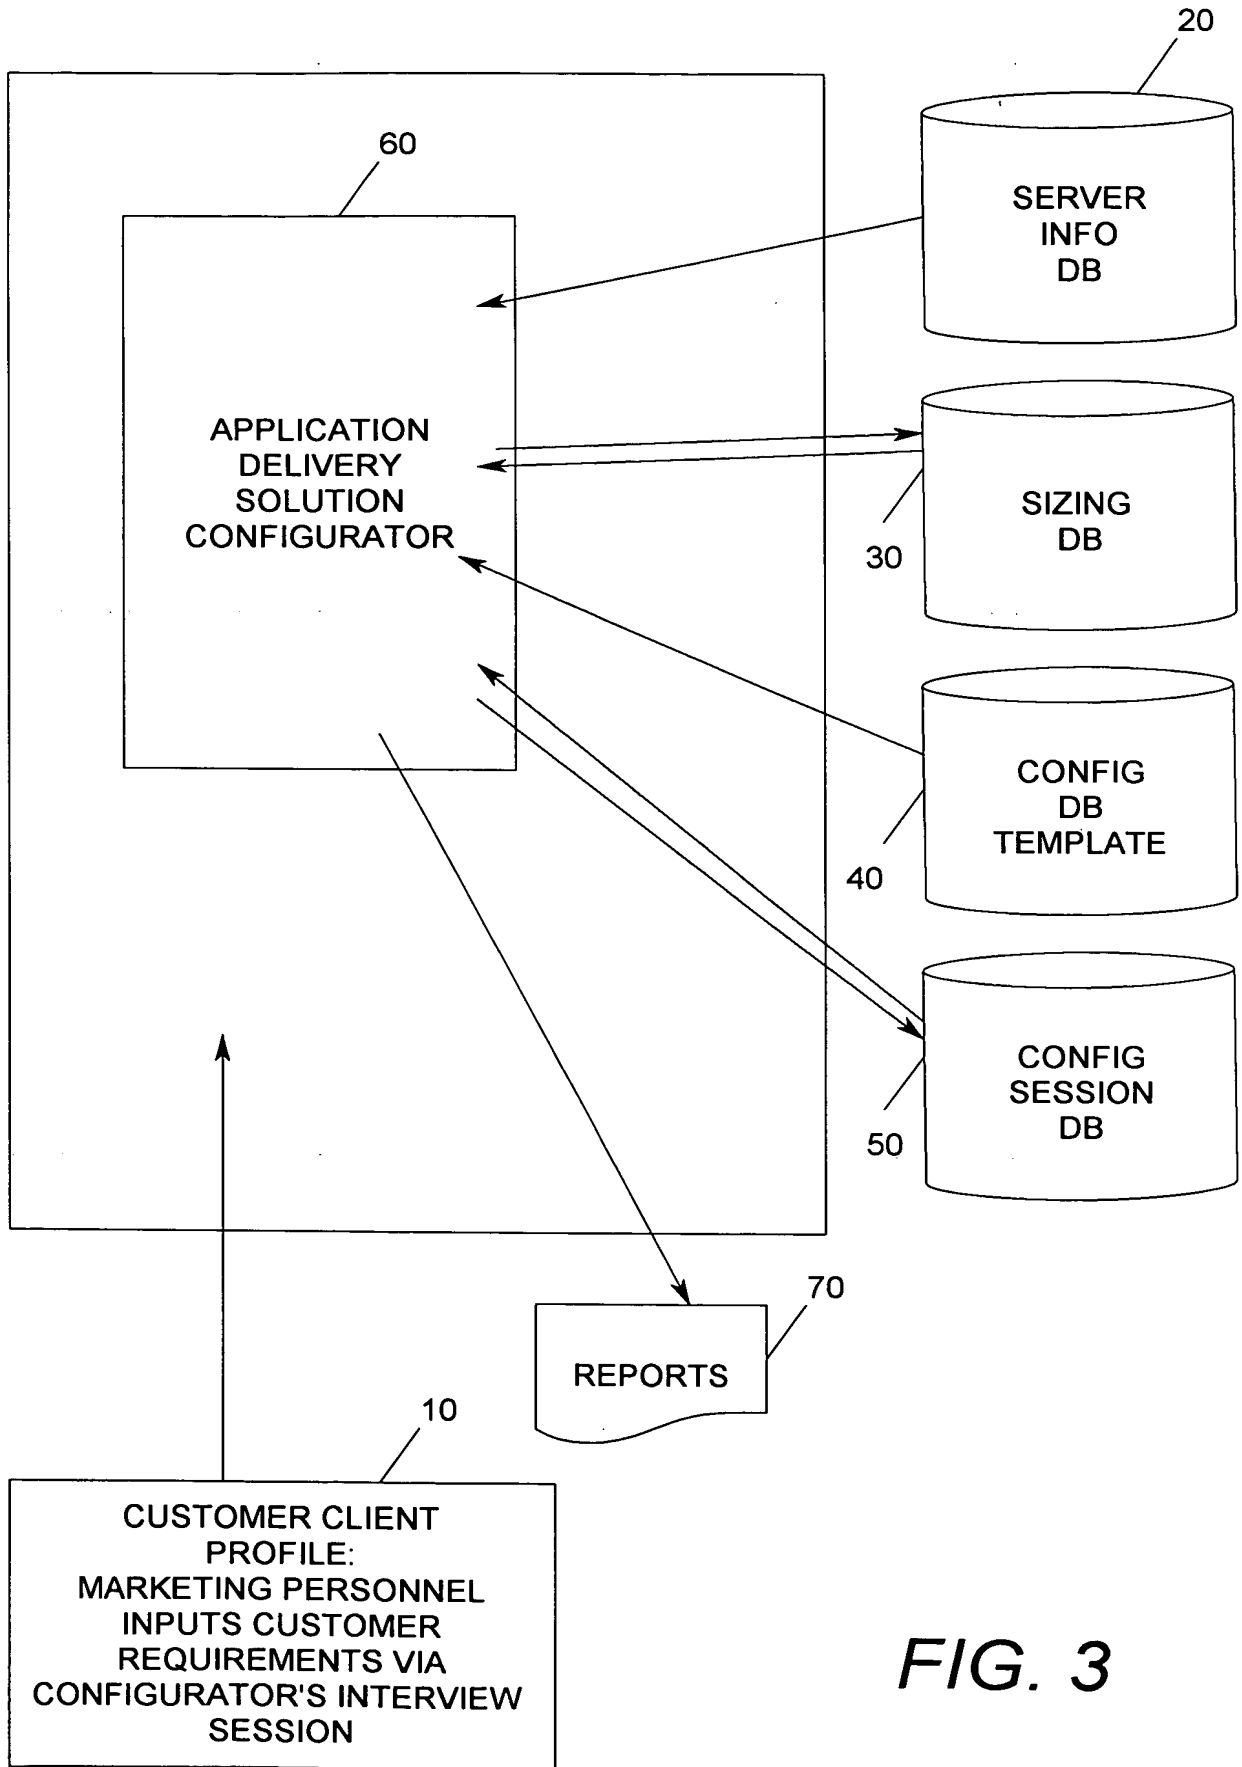 20
60
SERVER
INFO
DB
APPLICATION
DELIVERY
SOLUTION
CONFIGURATOR
30
SIZING
DB
40
CONFIG
DB
TEMPLATE
50
CONFIG
SESSION
DB
70
REPORTS
10
CUSTOMER CLIENT
PROFILE:
MARKETING PERSONNEL
INPUTS CUSTOMER
REQUIREMENTS VIA
CONFIGURATOR'S INTERVIEW
SESSION
FIG. 3